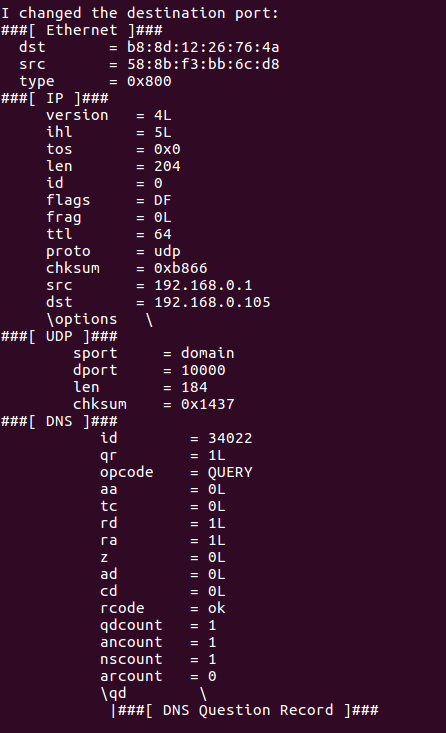 I changed the destination port:
###[ Ethernet ]###
  dst       = b8:8d:12:26:76:4a
  src       = 58:8b:f3:bb:6c:d8
  type      = 0x800
###[ IP ]###
     version   = 4L
     ihl       = 5L
     tos       = 0x0
     len       = 204
     id        = 0
     flags     = DF
     frag      = 0L
     ttl       = 64
     proto     = udp
     chksum    = 0xb866
     src       = 192.168.0.1
     dst       = 192.168.0.105
     \options   \
###[ UDP ]###
        sport     = domain
        dport     = 10000
        len       = 184
        chksum    = 0x1437
###[ DNS ]###
           id        = 34022
           qr        = 1L
           opcode    = QUERY
           aa        = 0L
           tc        = 0L
           rd        = 1L
           ra        = 1L
           z         = 0L
           ad        = 0L
           cd        = 0L
           rcode     = ok
           qdcount   = 1
           ancount   = 1
           nscount   = 1
           arcount   = 0
           \qd        \
            |###[ DNS Question Record ]###